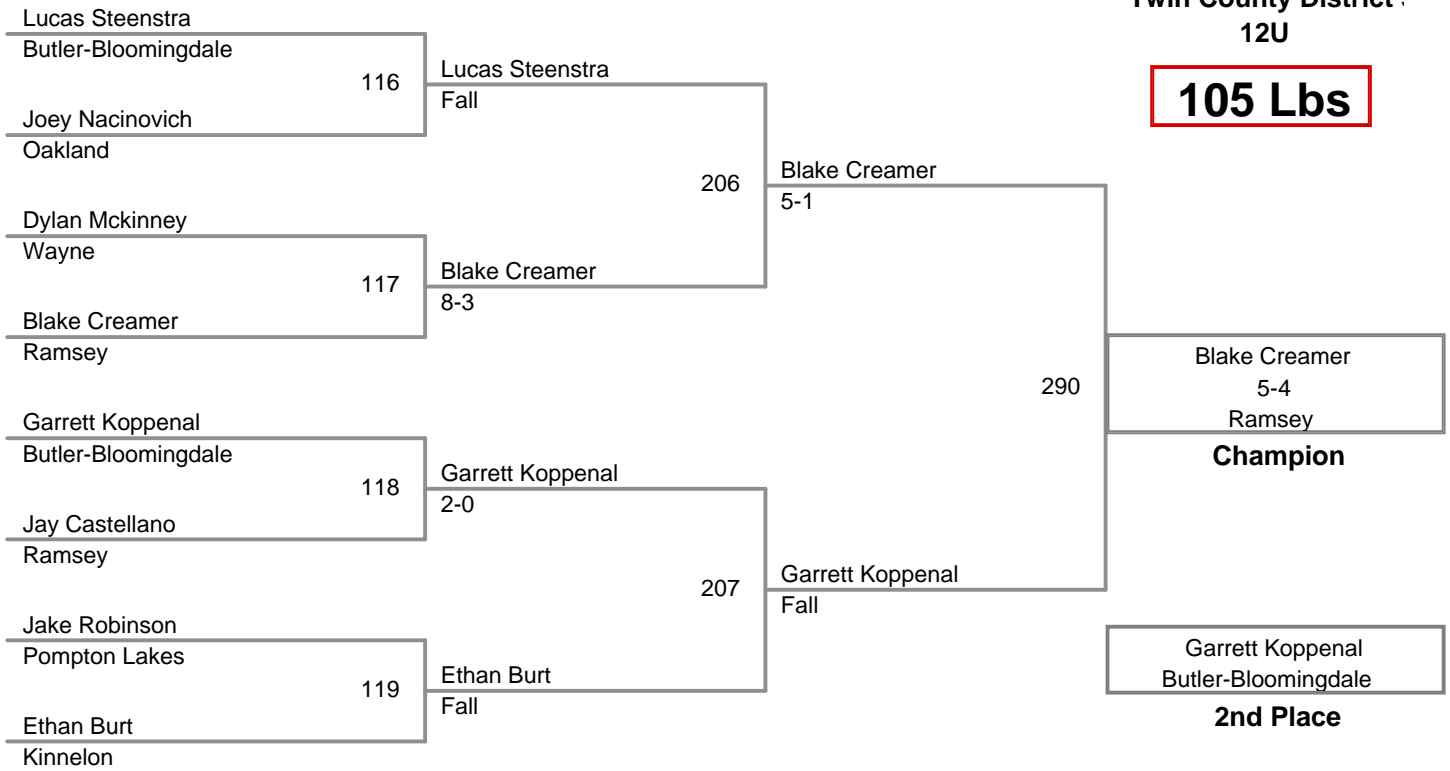 Twin County District
12U
105 Lbs
Lucas Steenstra
Butler-Bloomingdale
116
Joey Nacinovich
Oakland
Lucas Steenstra
Fall
Dylan Mckinney
Wayne
117
Blake Creamer
Ramsey
Blake Creamer
8-3
206
Blake Creamer
5-1
Garrett Koppenal
Butler-Bloomingdale
118
Jay Castellano
Ramsey
Garrett Koppenal
2-0
Jake Robinson
Pompton Lakes
119
Ethan Burt
Kinnelon
Ethan Burt
Fall
207
Garrett Koppenal
Fall
290
Blake Creamer
5-4
Ramsey
Champion
Garrett Koppenal
Butler-Bloomingdale
2nd Place